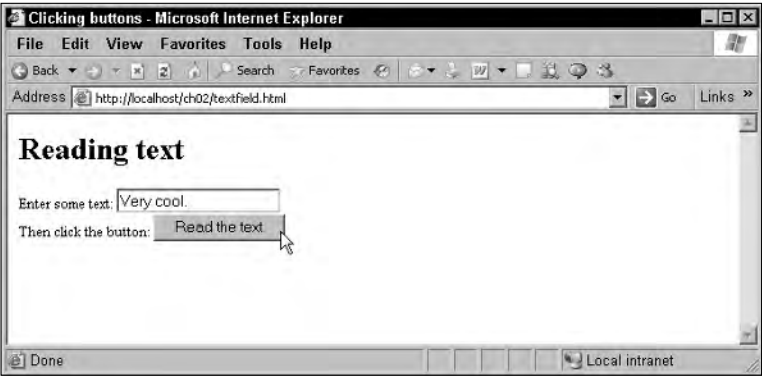 Clicking buttons - Microsoft Internet Explorer
File Edit View Favorites Tools Help
Back Search Favorites
Address http://localhost/ch02/textfield.html Go Links »
Reading text
Enter some text: Very cool.
Then click the button: Read the text
Done Local intranet